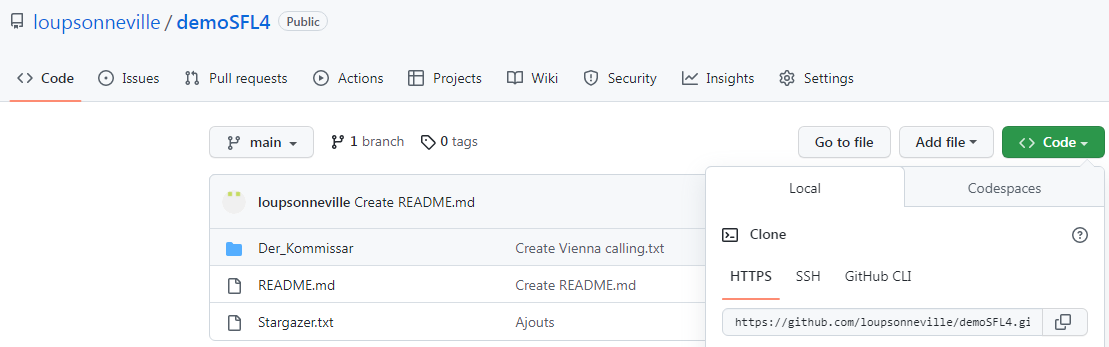 loupsonneville / demoSFL4 Public
Code Issues Pull requests Actions Projects Wiki Security Insights Settings
main 1 branch 0 tags Go to file Add file Code
Local Codespaces
loupsonneville Create README.md
Clone
Der_Kommissar Create Vienna calling.txt
HTTPS SSH GitHub CLI
README.md Create README.md
Stargazer.txt Ajouts
https://github.com/loupsonneville/demoSFL4.gi